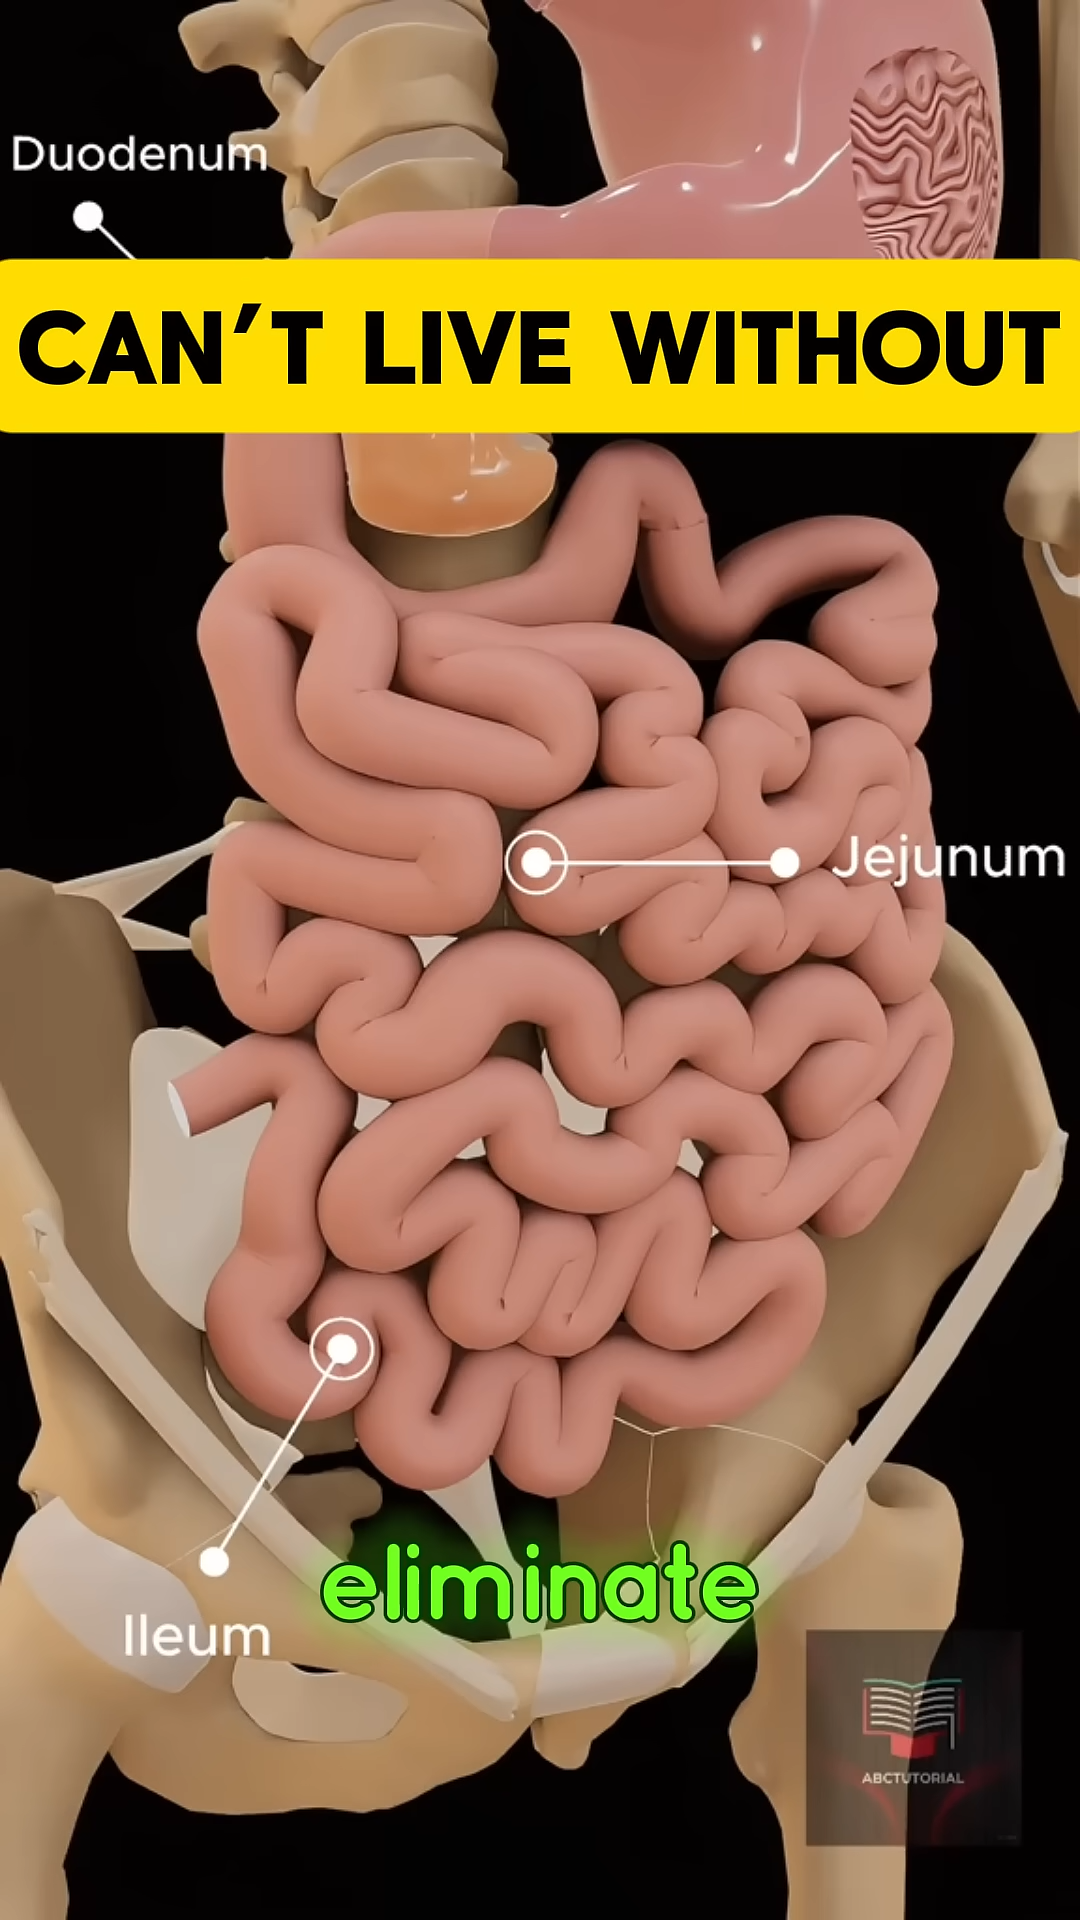 Duodenum
CAN'T LIVE WITHOUT
Jejunum
eliminate
Ileum
ABCTUTORIAL